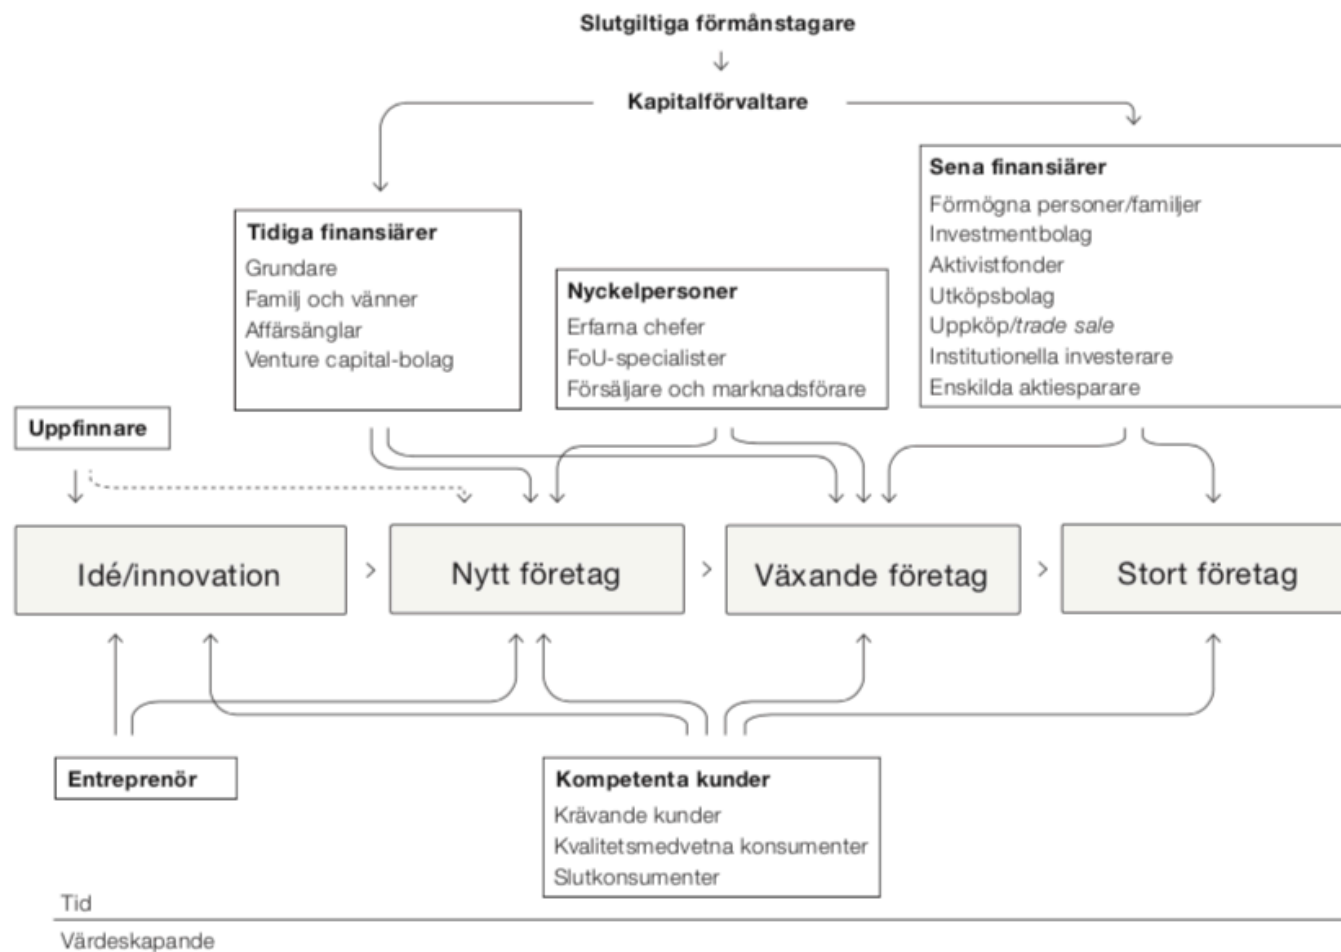 Slutgiltiga förmånstagare
Kapitalförvaltare
Sena finansiärer
Förmögna personer/familjer
Investmentbolag
Aktivistfonder
Utköpsbolag
Uppköp/trade sale
Institutionella investerare
Enskilda aktiesparare
Tidiga finansiärer
Grundare
Familj och vänner
Affärsänglar
Venture capital-bolag
Nyckelpersoner
Erfarna chefer
FoU-specialister
Försäljare och marknadsförare
Uppfinnare
Idé/innovation
>
Nytt företag
>
Växande företag
>
Stort företag
Entreprenör
Kompetenta kunder
Krävande kunder
Kvalitetsmedvetna konsumenter
Slutkonsumenter
Tid
Värdeskapande